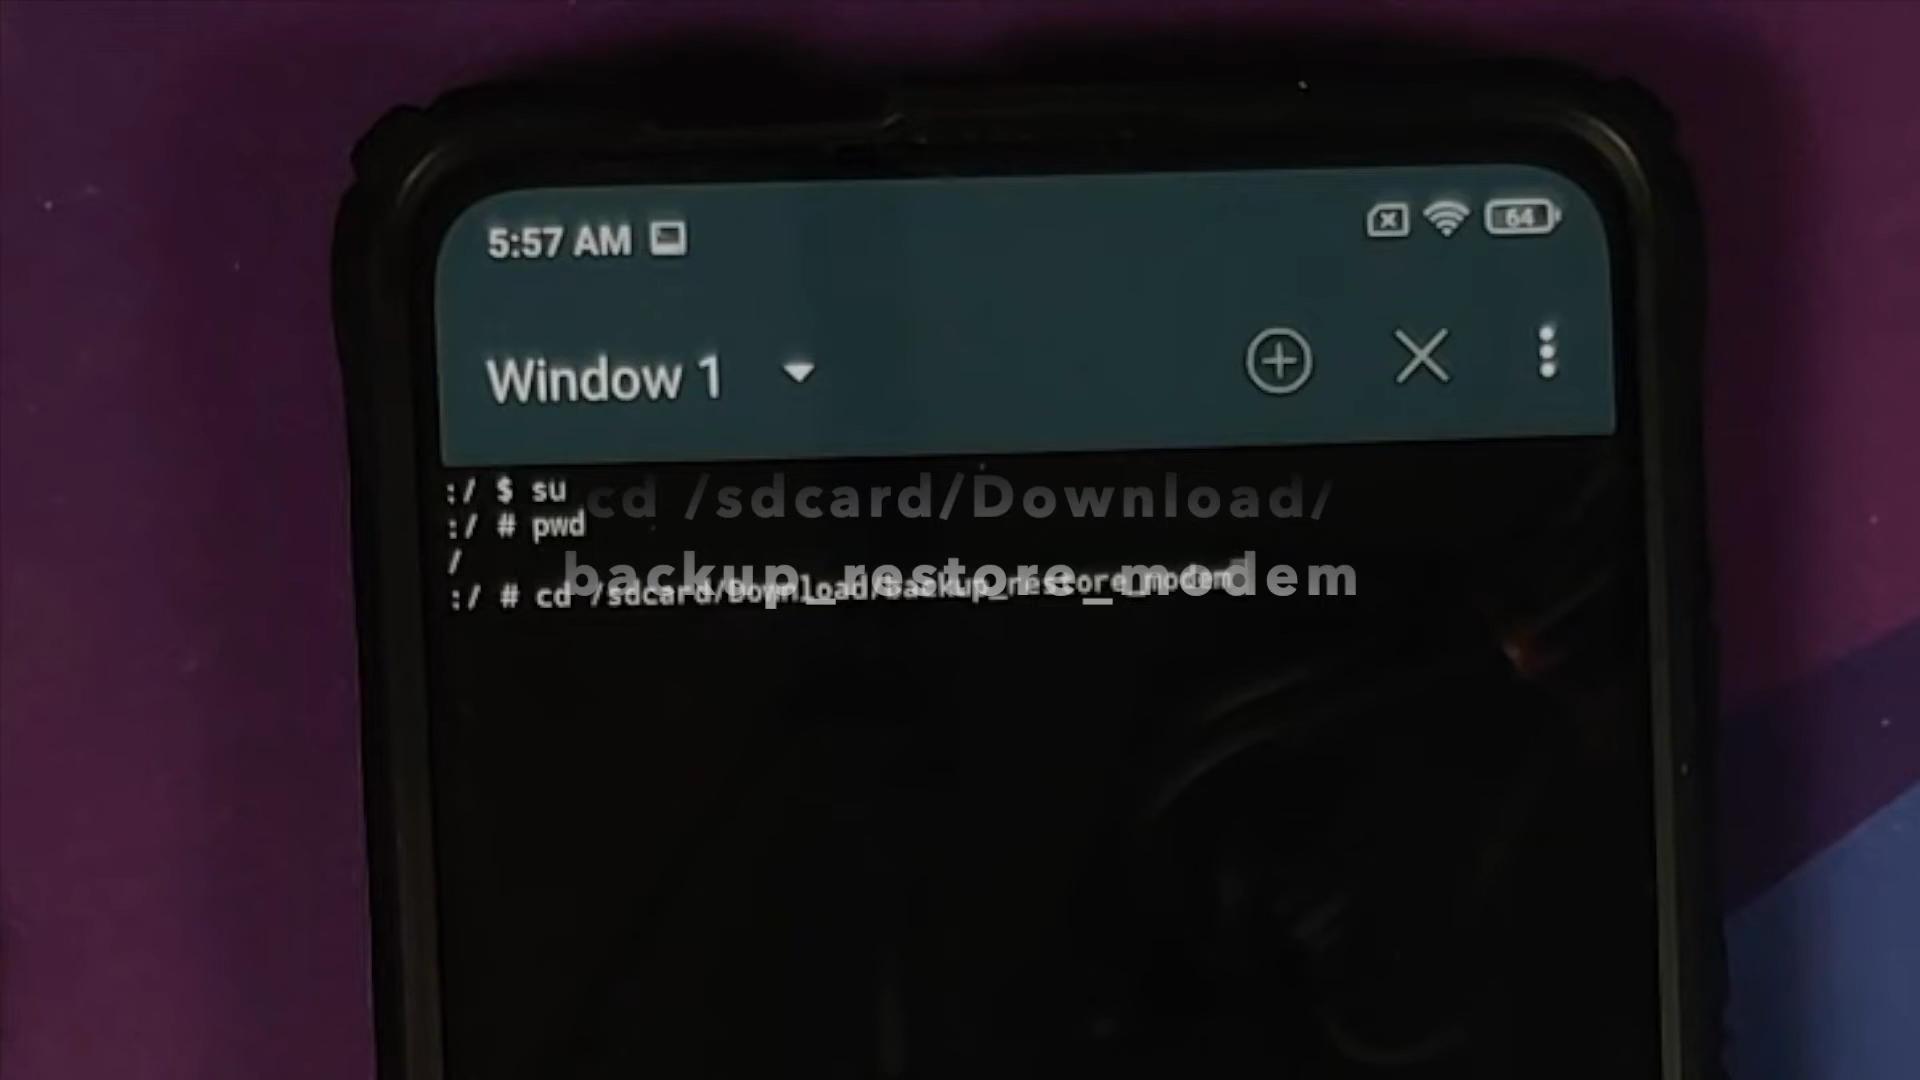 5:57 AM
64
Window 1
:/ $ su
:/ # pwd
/
:/ # cd /sdcard/Download/backup_restore_modem
cd /sdcard/Download/
backup_restore_modem